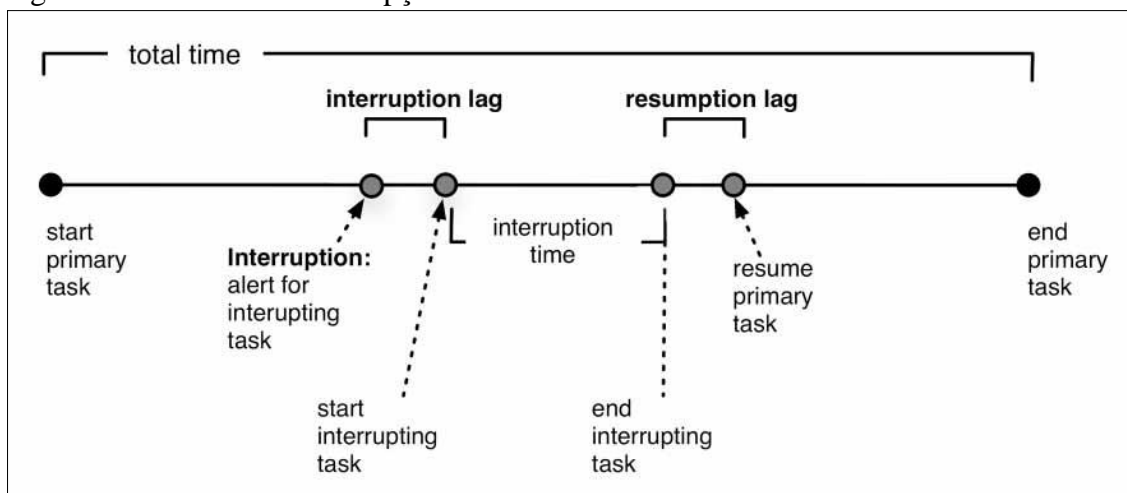 total time
interruption lag
resumption lag
start
primary
task
Interruption:
alert for
interupting
task
interruption
time
resume
primary
task
end
primary
task
start
interrupting
task
end
interrupting
task